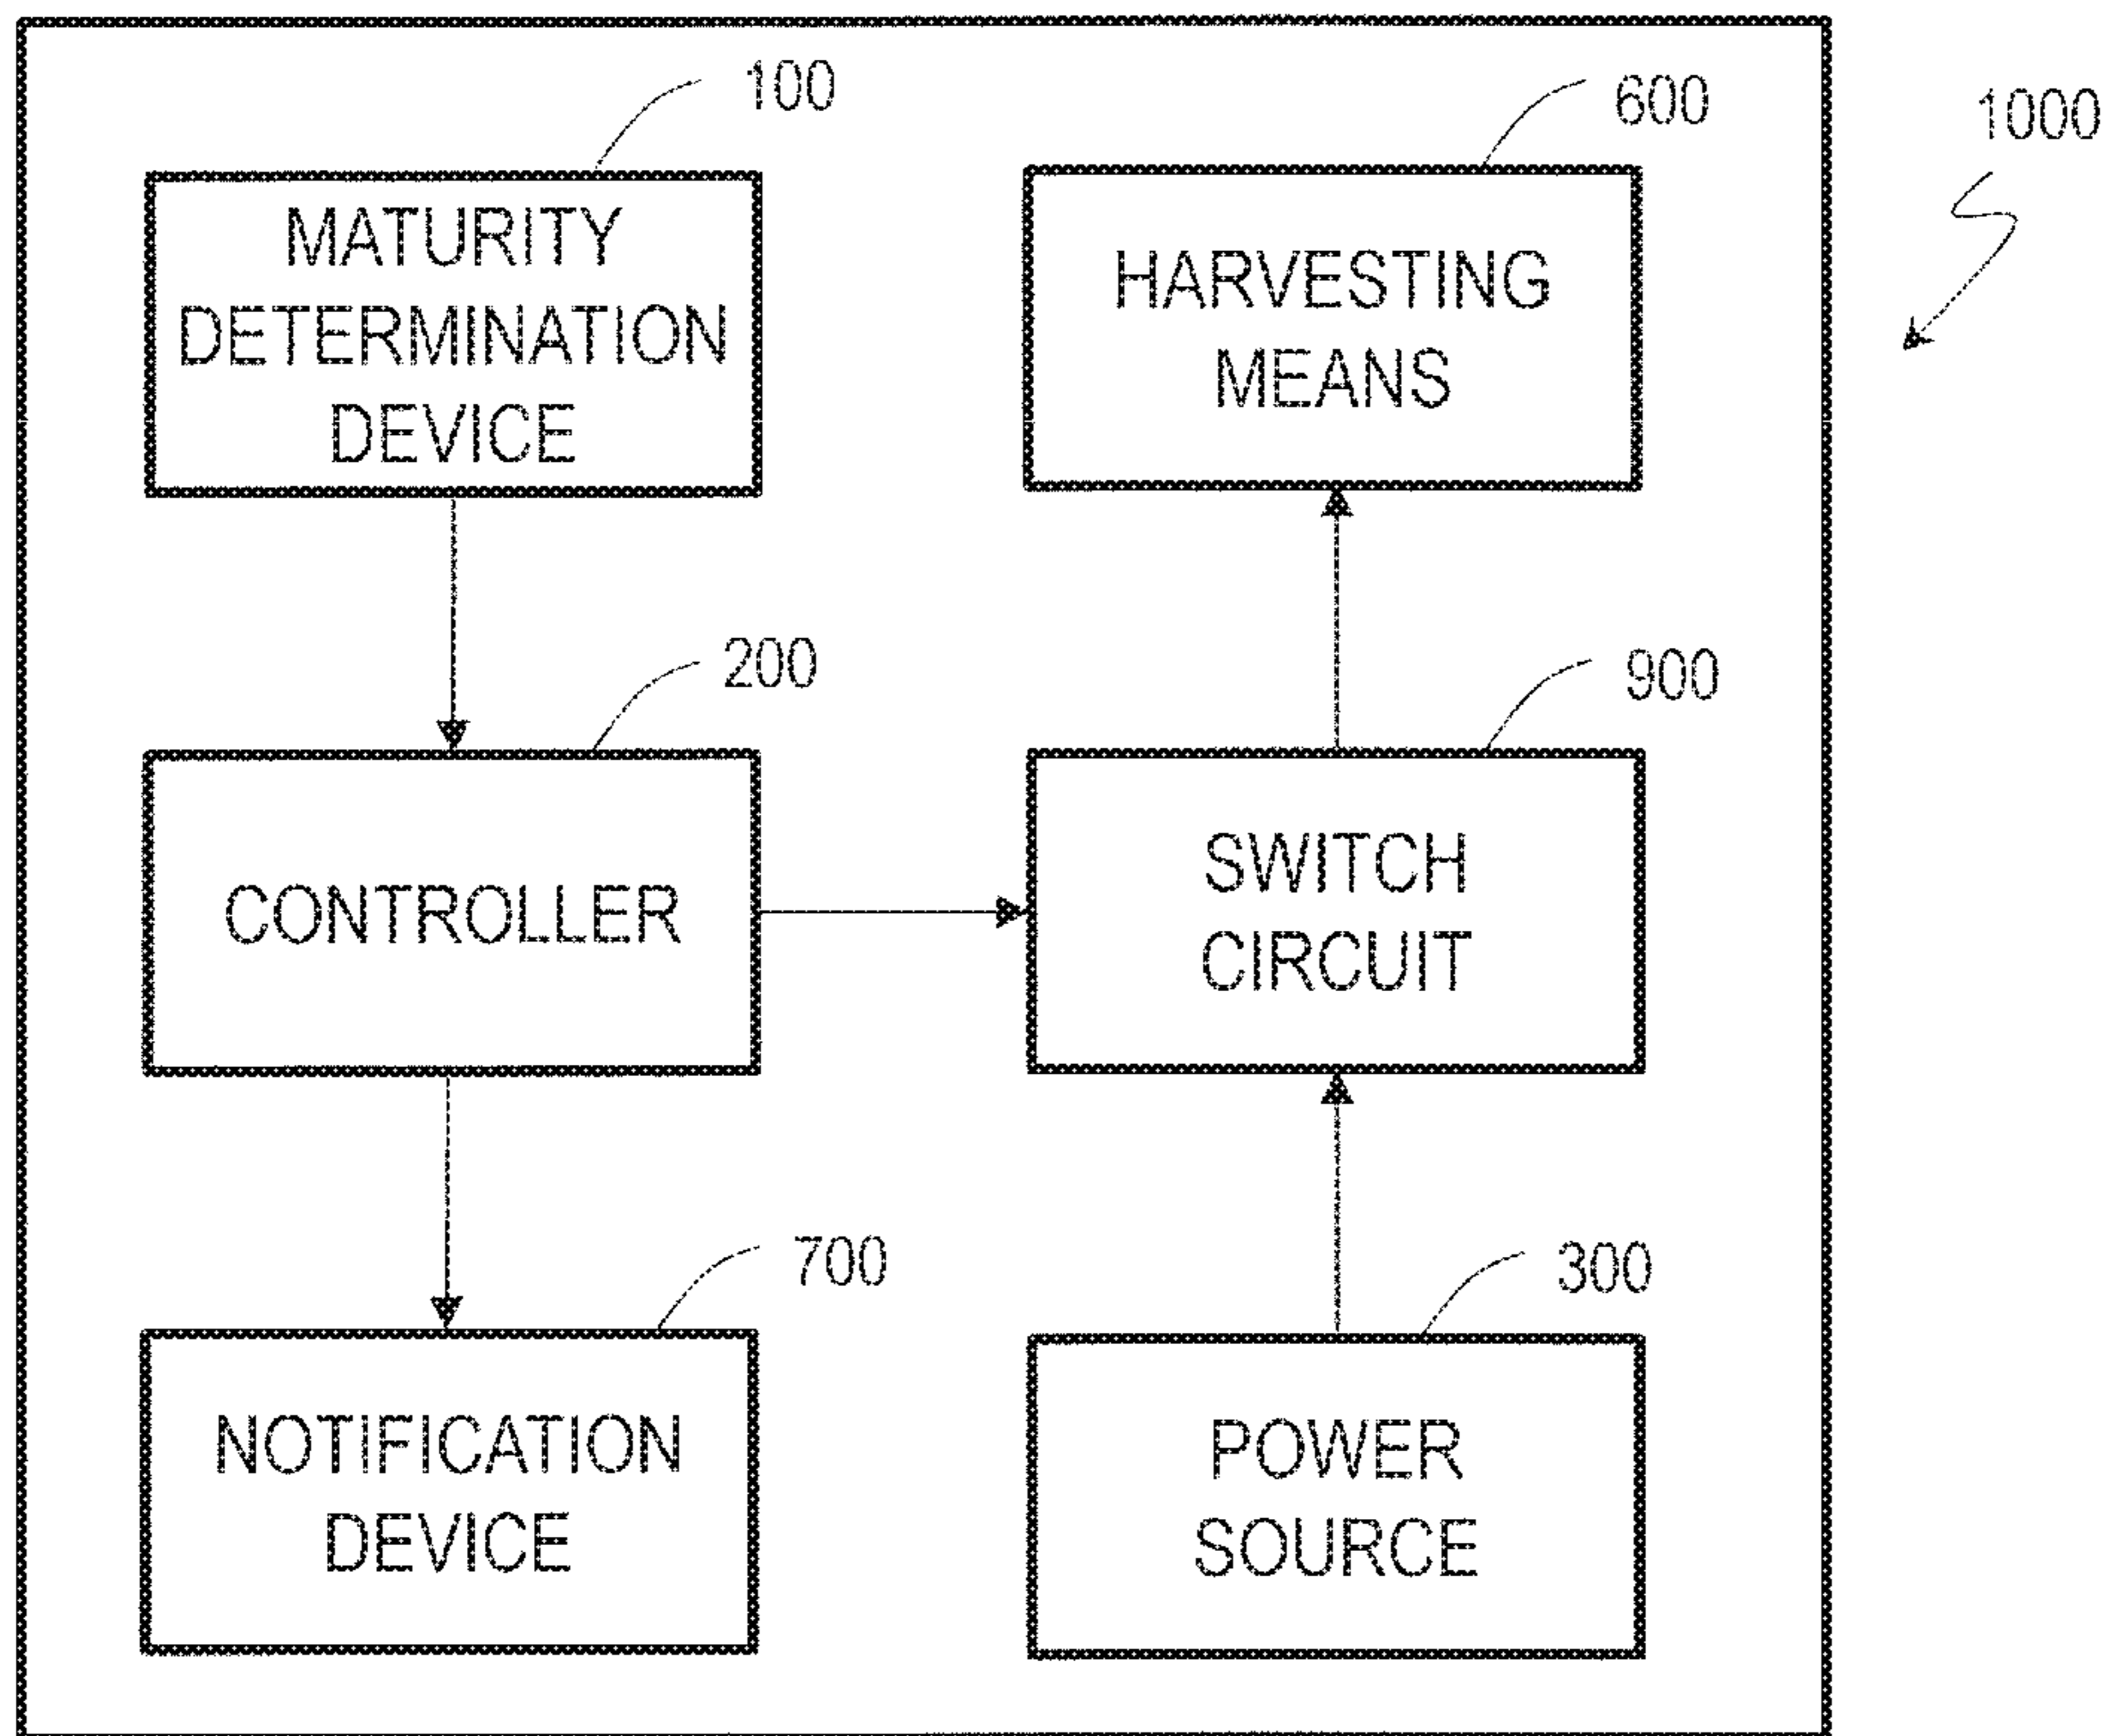 100
600
1000
MATURITY
DETERMINATION
DEVICE
HARVESTING
MEANS
200
900
CONTROLLER
SWITCH
CIRCUIT
700
300
NOTIFICATION
DEVICE
POWER
SOURCE